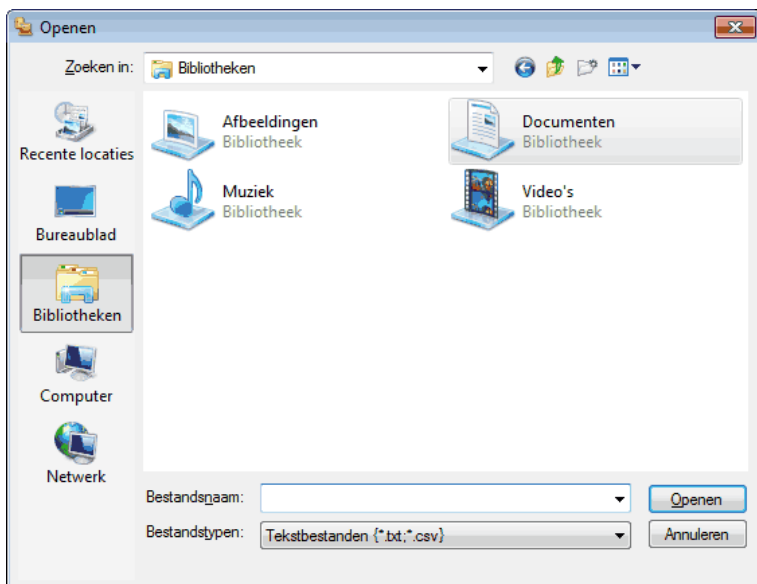 Openen
Zoeken in: Bibliotheken
Recente locaties
Bureaublad
Bibliotheken
Computer
Netwerk
Afbeeldingen
Bibliotheek
Documenten
Bibliotheek
Muziek
Bibliotheek
Video's
Bibliotheek
Bestandsnaam:
Openen
Bestandstypen: Tekstbestanden {*.txt;*.csv}
Annuleren